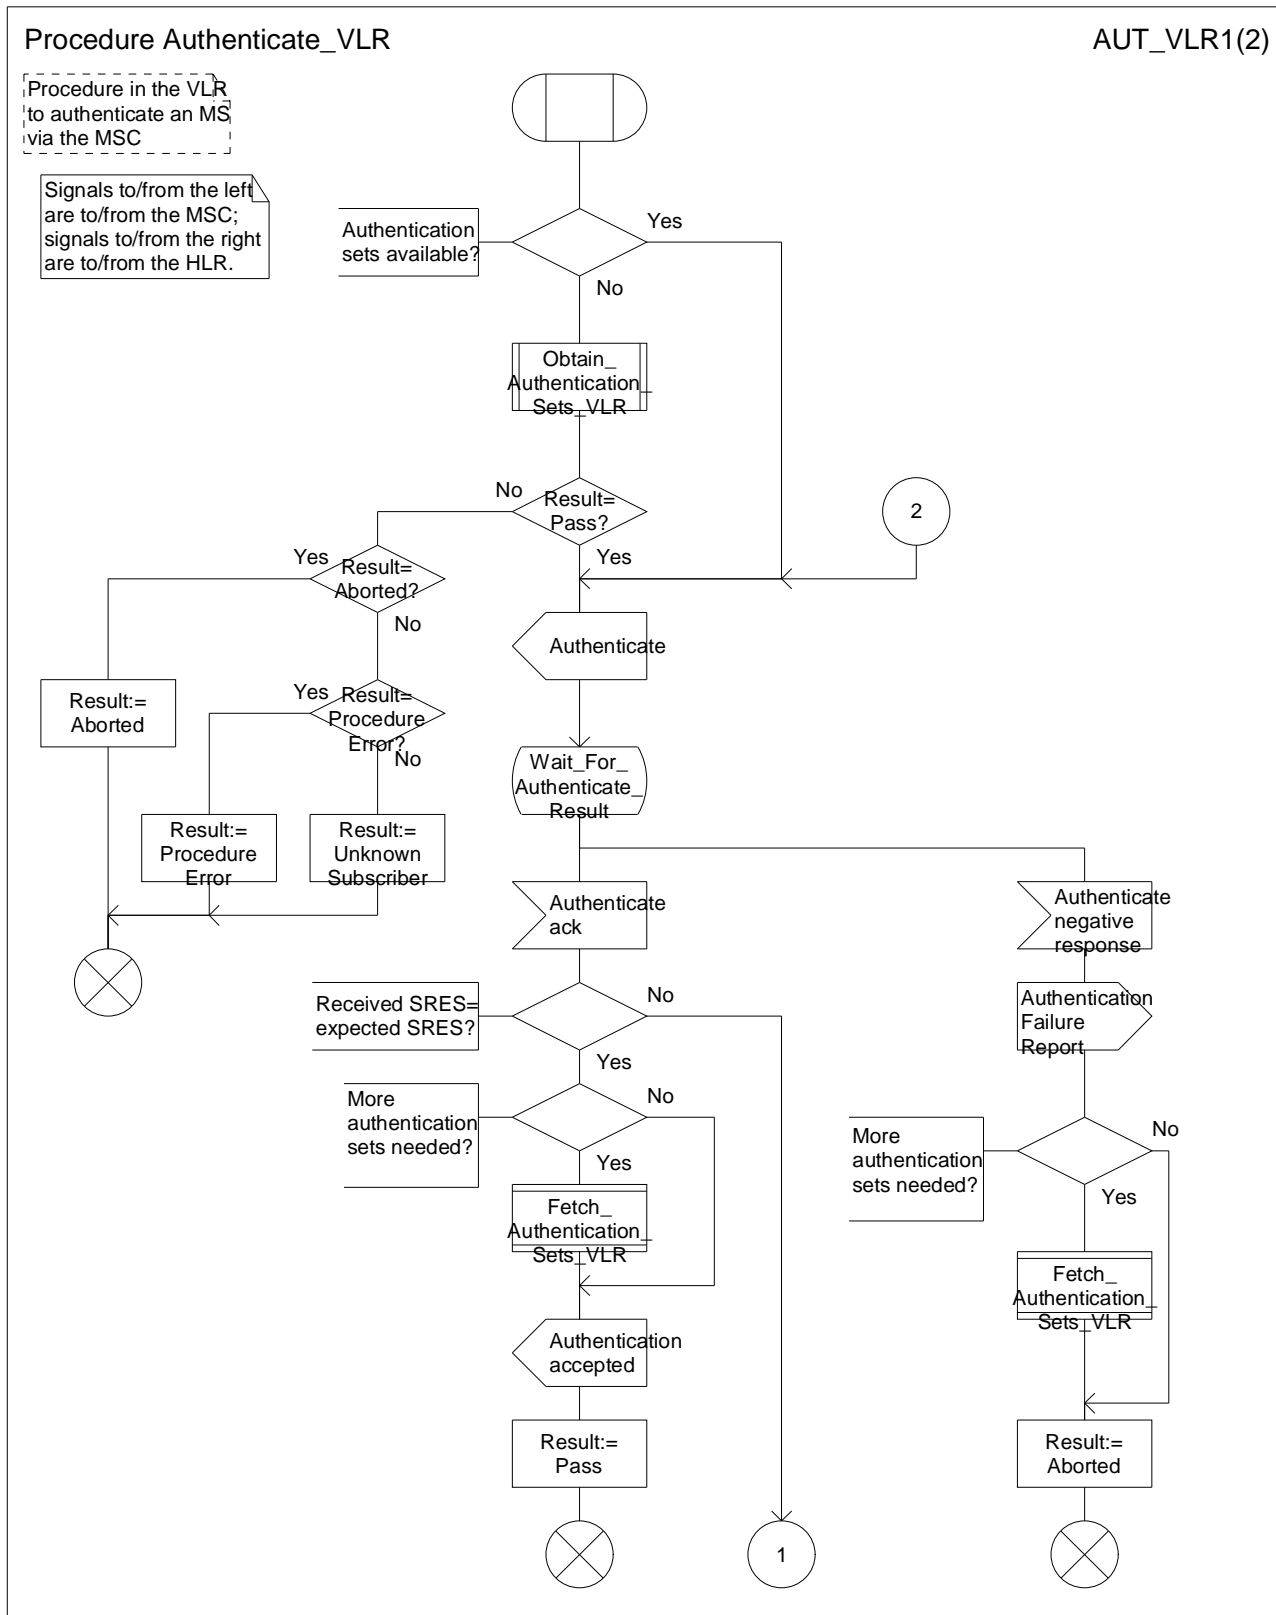 Procedure Authenticate_VLR
AUT_VLR1(2)
Procedure in the VLR
to authenticate an MS
via the MSC
Signals to/from the left
are to/from the MSC;
signals to/from the right
are to/from the HLR.
Authentication
sets available?
Yes
No
Obtain_
Authentication_
Sets_VLR
No
Result=
Pass?
Yes
2
Yes
Result=
Aborted?
No
Authenticate
Result:=
Aborted
Yes
Result=
Procedure
Error?
No
Wait_For_
Authenticate_
Result
Result:=
Procedure
Error
Result:=
Unknown
Subscriber
Authenticate
ack
Authenticate
negative
response
Received SRES=
expected SRES?
No
Yes
Authentication
Failure
Report
More
authentication
sets needed?
No
Yes
More
authentication
sets needed?
No
Yes
Fetch_
Authentication_
Sets_VLR
Fetch_
Authentication_
Sets_VLR
Authentication
accepted
Result:=
Pass
Result:=
Aborted
1